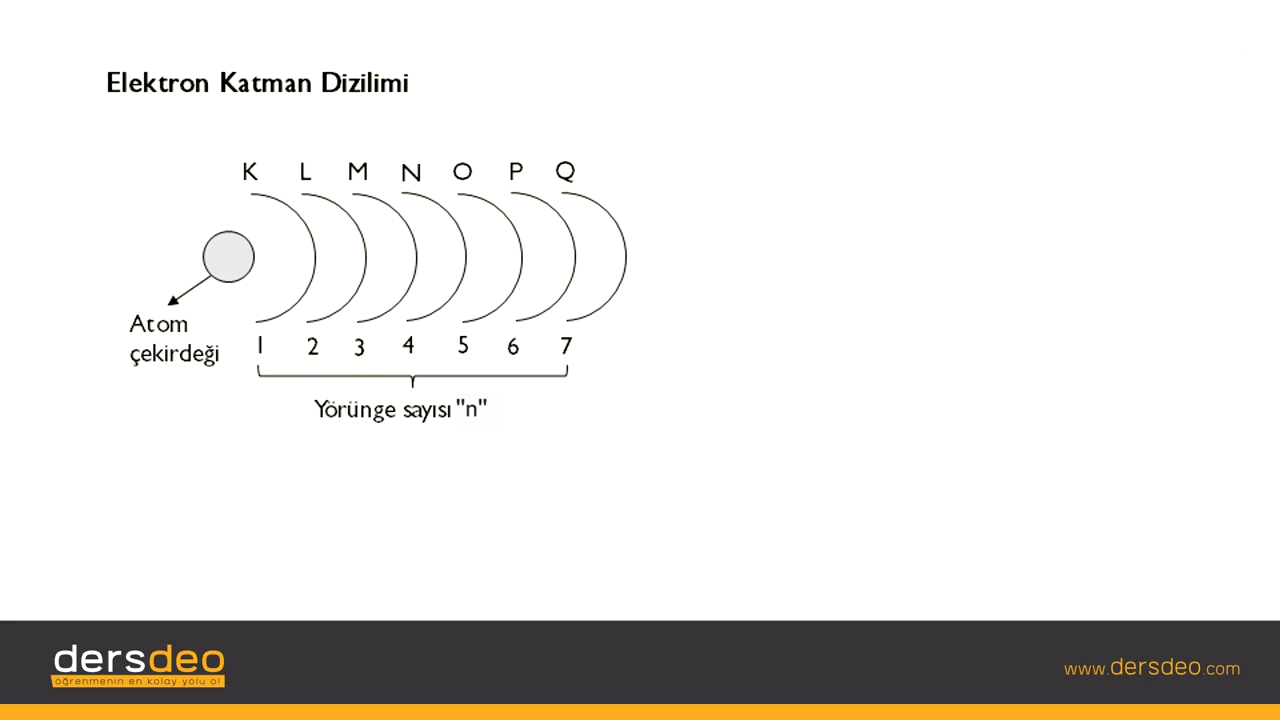 Elektron Katman Dizilimi
K L M N O P Q
Atom
çekirdeği
1 2 3 4 5 6 7
Yörünge sayısı "n"
dersdeo
öğrenmenin en kolay yolu o!
www.dersdeo.com